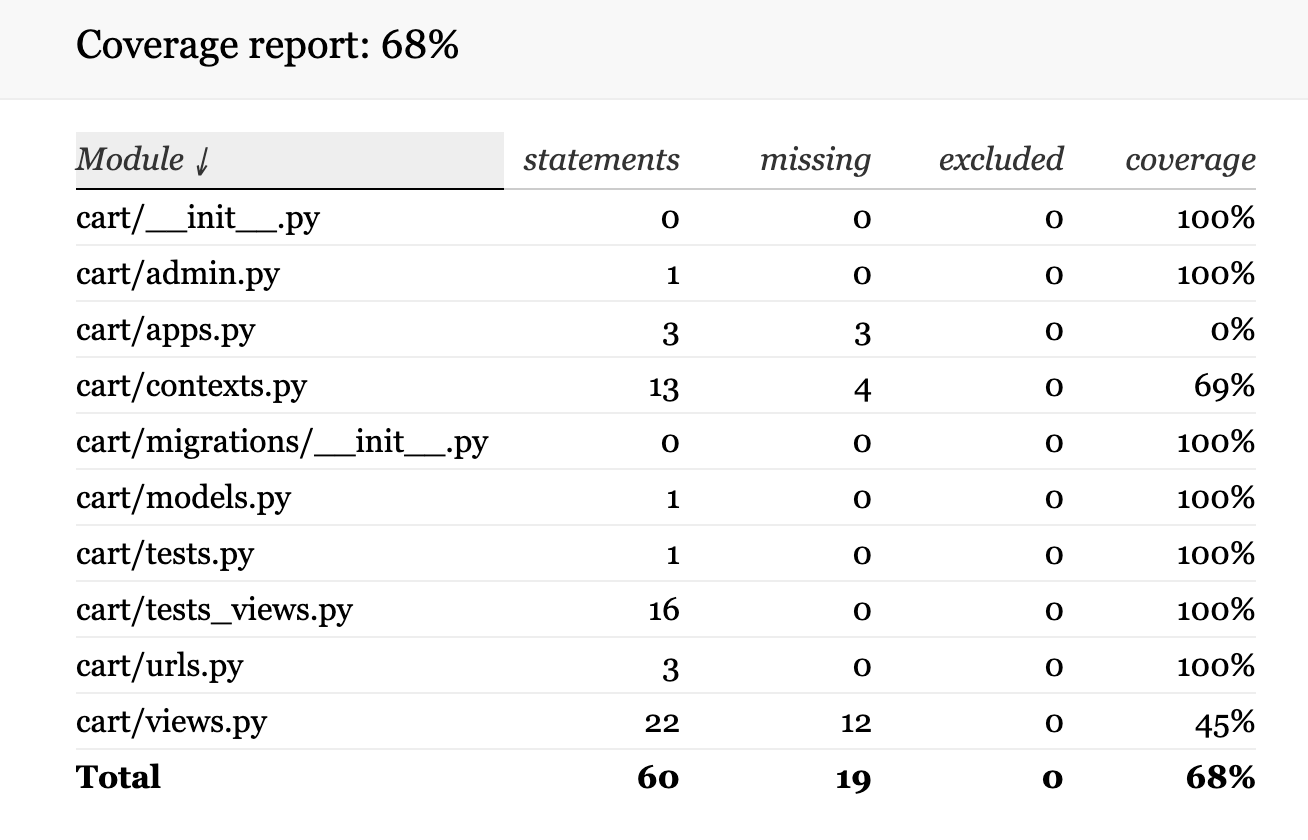 Coverage report: 68%
Module ↓ statements missing excluded coverage
cart/__init__.py 0 0 0 100%
cart/admin.py 1 0 0 100%
cart/apps.py 3 3 0 0%
cart/contexts.py 13 4 0 69%
cart/migrations/__init__.py 0 0 0 100%
cart/models.py 1 0 0 100%
cart/tests.py 1 0 0 100%
cart/tests_views.py 16 0 0 100%
cart/urls.py 3 0 0 100%
cart/views.py 22 12 0 45%
Total 60 19 0 68%